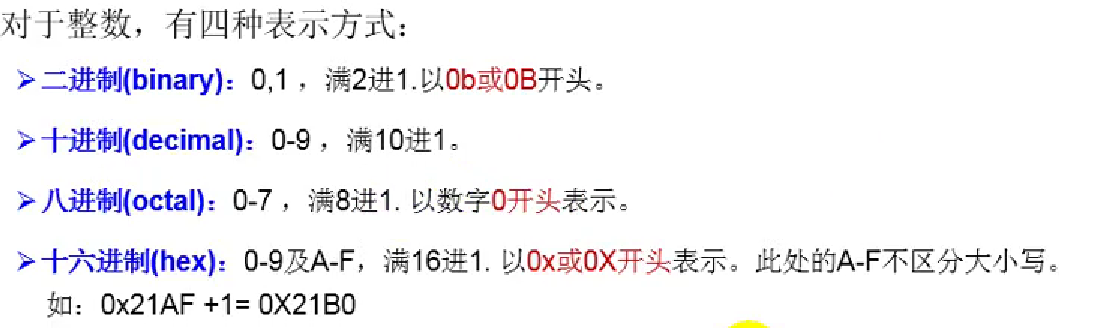 对于整数，有四种表示方式：
➢二进制(binary)：0,1 ，满2进1.以0b或0B开头。
➢十进制(decimal)：0-9 ，满10进1。
➢八进制(octal)：0-7 ，满8进1. 以数字0开头表示。
➢十六进制(hex)：0-9及A-F，满16进1. 以0x或0X开头表示。此处的A-F不区分大小写。
如：0x21AF +1= 0X21B0